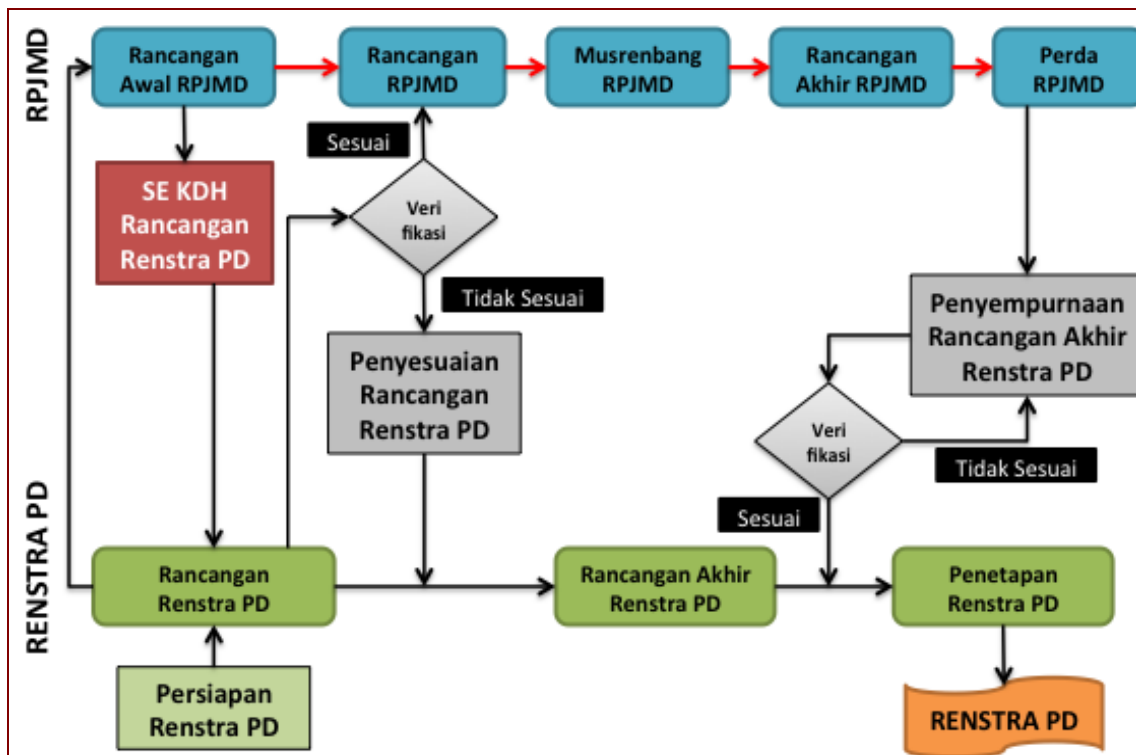 RPJMD
Rancangan
Awal RPJMD
Rancangan
RPJMD
Musrenbang
RPJMD
Rancangan
Akhir RPJMD
Perda
RPJMD
Sesuai
SE KDH
Rancangan
Renstra PD
Veri
fikasi
Tidak Sesuai
Penyesuaian
Rancangan
Renstra PD
Penyempurnaan
Rancangan Akhir
Renstra PD
Veri
fikasi
Tidak Sesuai
Sesuai
RENSTRA PD
Rancangan
Renstra PD
Rancangan Akhir
Renstra PD
Penetapan
Renstra PD
Persiapan
Renstra PD
RENSTRA PD